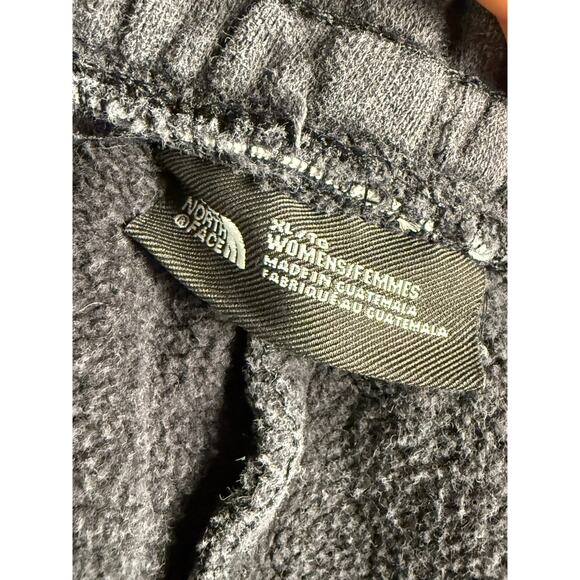 THE
NORTH
FACE
®
XL/TG
WOMENS/FEMMES
MADE IN GUATEMALA
FABRIQUÉ AU GUATEMALA